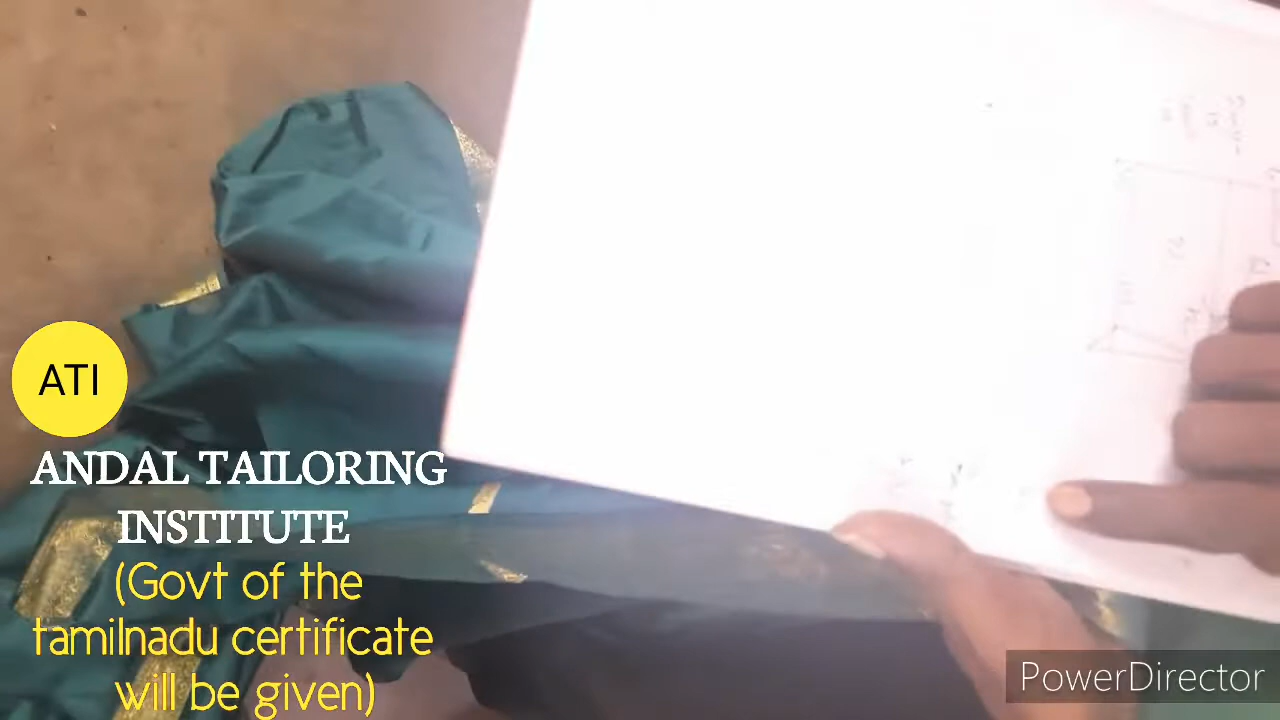 ATI
ANDAL TAILORING
INSTITUTE
(Govt of the
tamilnadu certificate
will be given)
PowerDirector